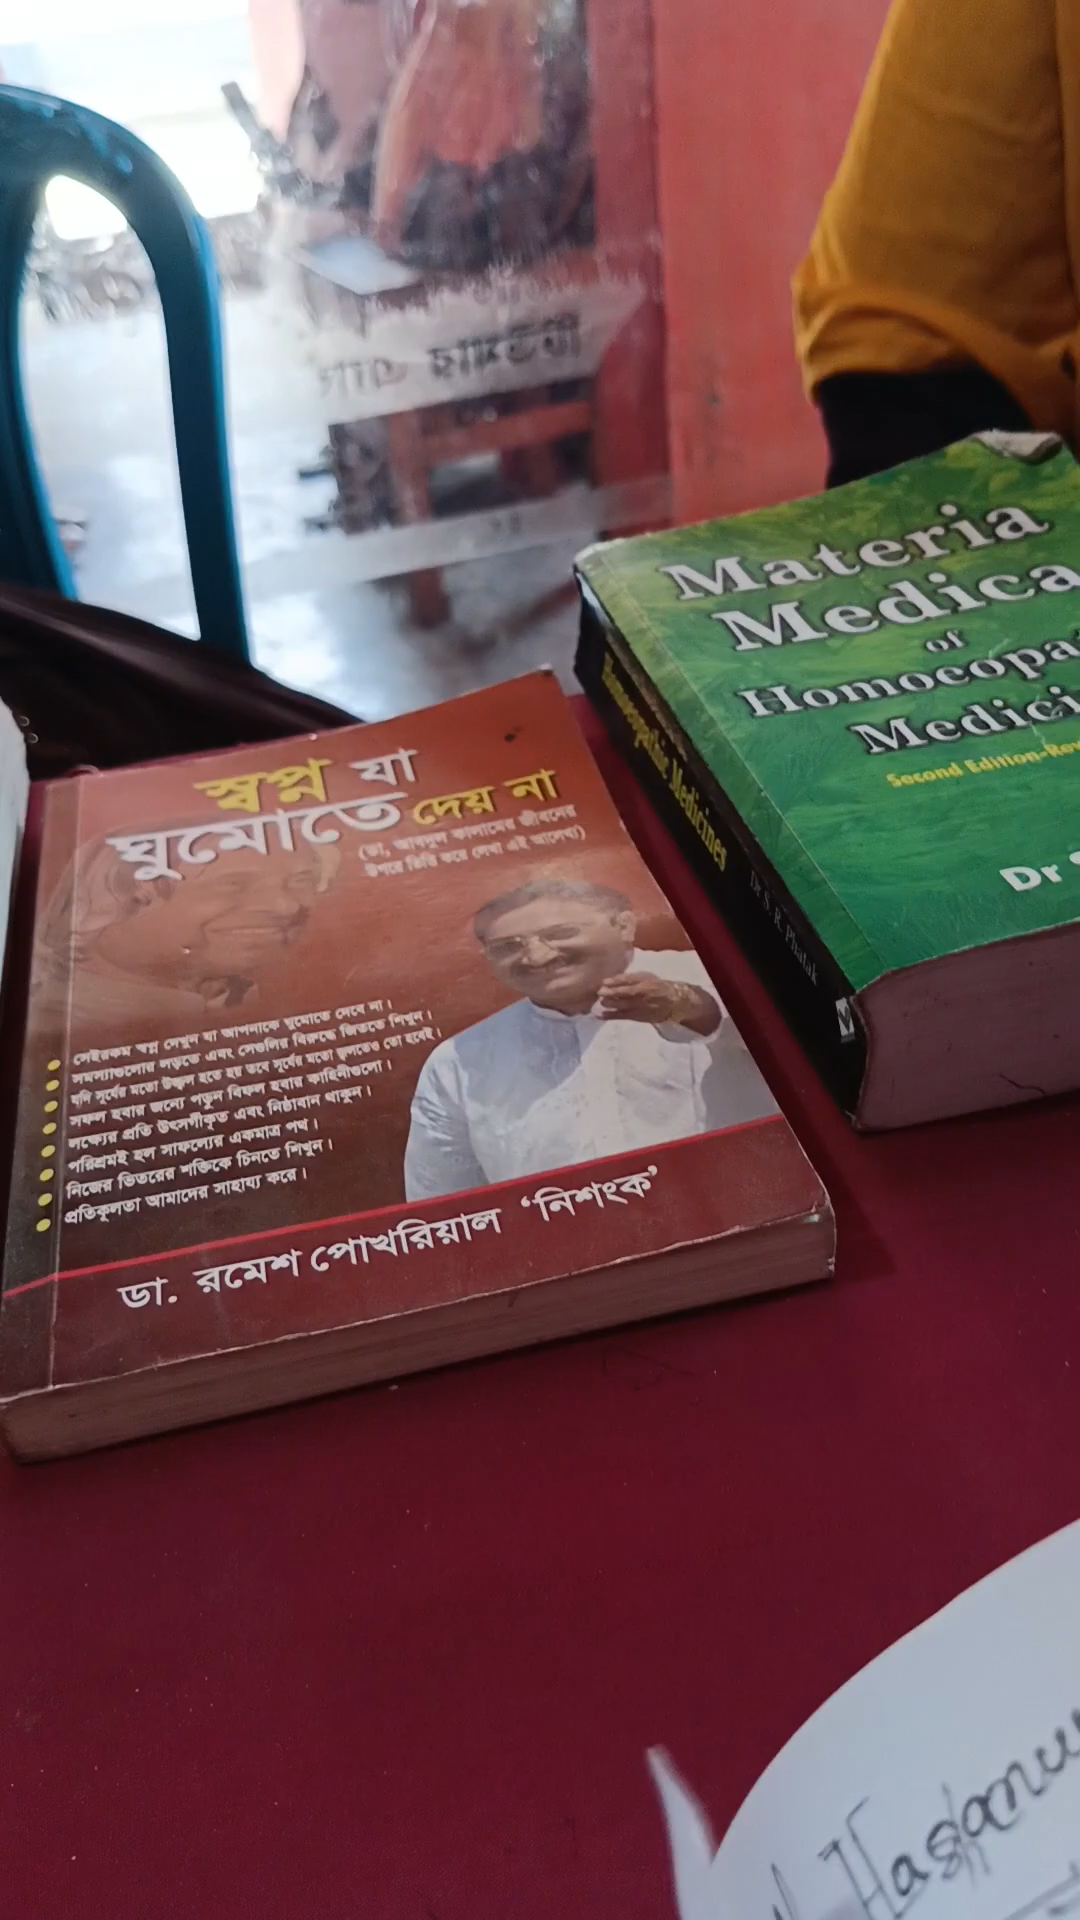 স্বপ্ন যা
ঘুমোতে দেয় না
(ডা. আবদুল কালামের জীবনের
উপরে ভিত্তি করে লেখা এই আলেখ্য)
সেইরকম স্বপ্ন দেখুন যা আপনাকে ঘুমোতে দেবে না।
সমস্যাগুলোর লড়তে এবং সেগুলির বিরুদ্ধে জিততে শিখুন।
যদি সূর্যের মতো উজ্জ্বল হতে হয় তবে সূর্যের মতো জ্বলতেও তো হবেই।
সফল হবার জন্যে পড়ুন বিফল হবার কাহিনীগুলো।
লক্ষ্যের প্রতি উৎসর্গীকৃত এবং নিষ্ঠাবান থাকুন।
পরিশ্রমই হল সাফল্যের একমাত্র পথ।
নিজের ভিতরের শক্তিকে চিনতে শিখুন।
প্রতিকূলতা আমাদের সাহায্য করে।
ডা. রমেশ পোখরিয়াল ‘নিশংক’
Materia
Medica
of
Homoeopa
Medici
Second Edition-Rev
Dr
Homoeopathic Medicines
Dr S. R. Phatak